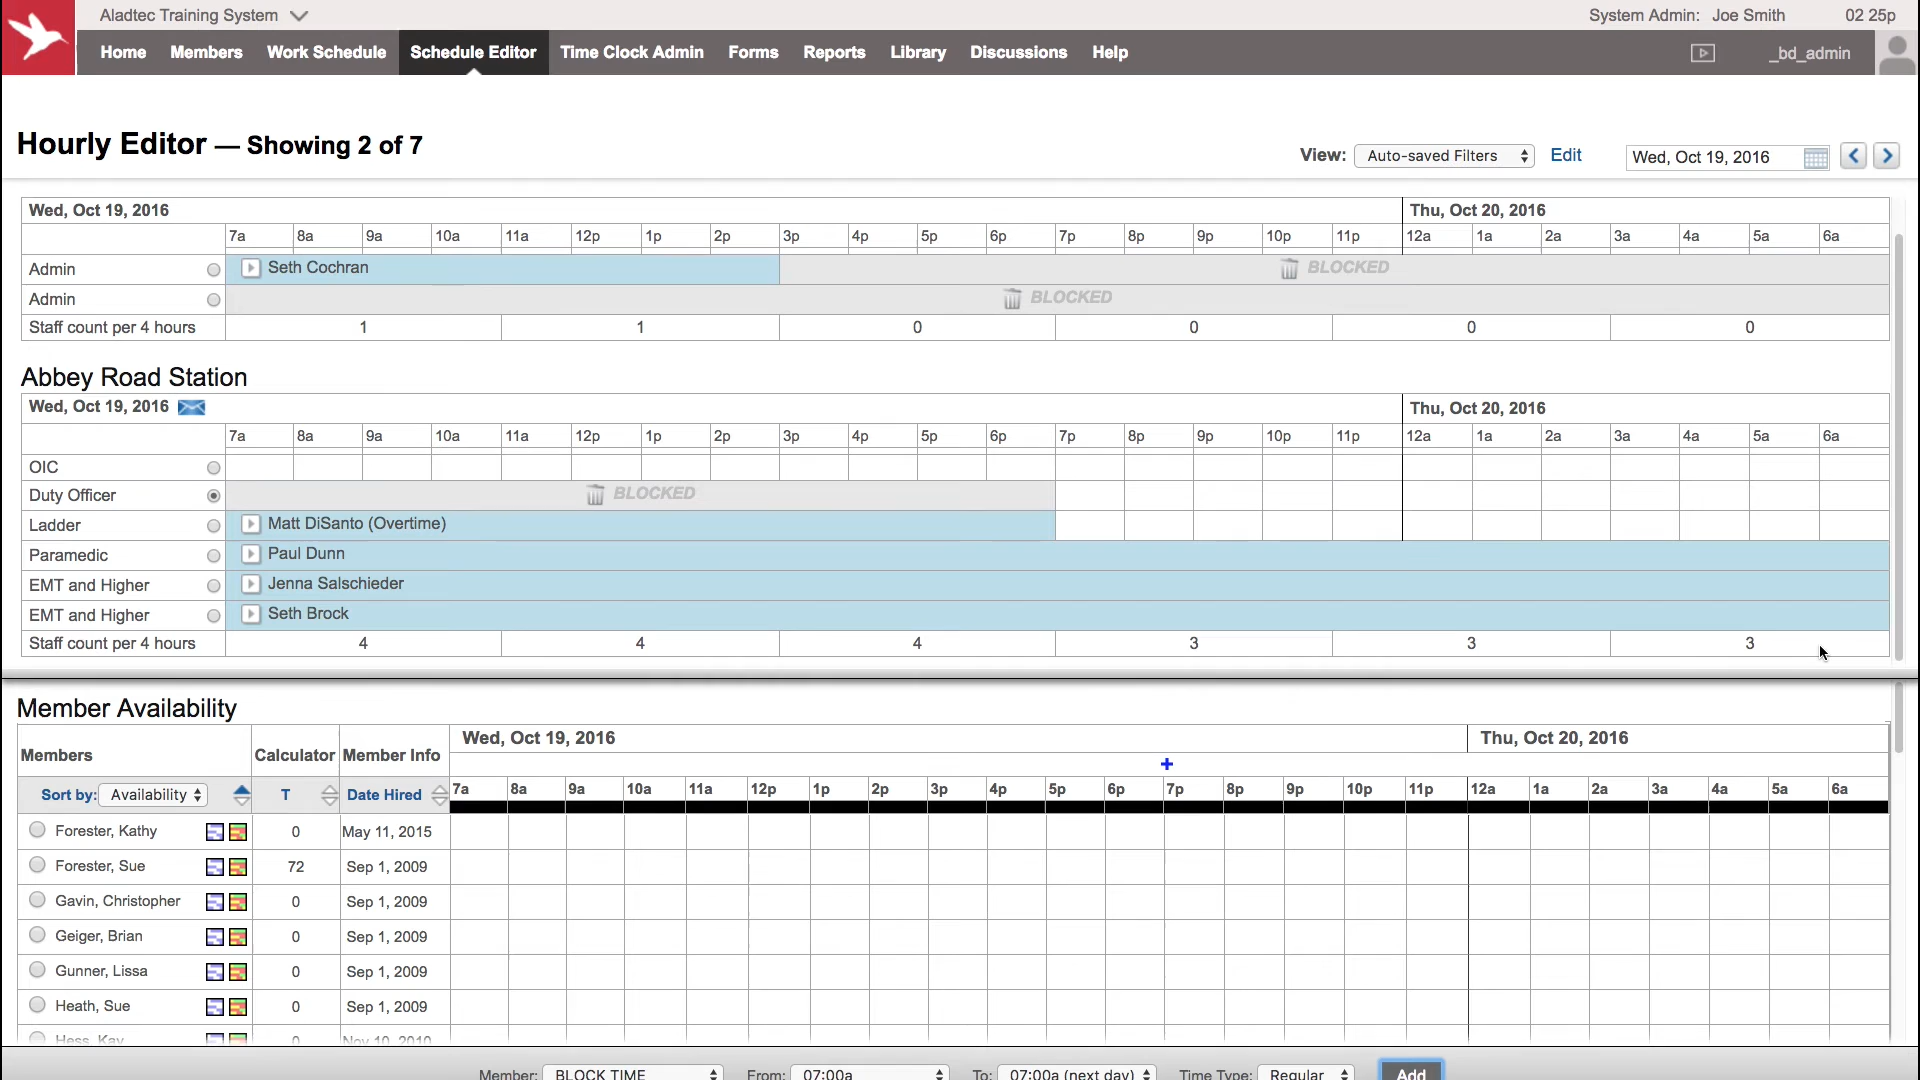 Aladtec Training System System Admin: Joe Smith 02 25p
Home Members Work Schedule Schedule Editor Time Clock Admin Forms Reports Library Discussions Help _bd_admin
Hourly Editor — Showing 2 of 7
View: Auto-saved Filters Edit Wed, Oct 19, 2016
Wed, Oct 19, 2016 Thu, Oct 20, 2016
7a 8a 9a 10a 11a 12p 1p 2p 3p 4p 5p 6p 7p 8p 9p 10p 11p 12a 1a 2a 3a 4a 5a 6a
Admin Seth Cochran BLOCKED
Admin BLOCKED
Staff count per 4 hours 1 1 0 0 0 0
Abbey Road Station
Wed, Oct 19, 2016 Thu, Oct 20, 2016
7a 8a 9a 10a 11a 12p 1p 2p 3p 4p 5p 6p 7p 8p 9p 10p 11p 12a 1a 2a 3a 4a 5a 6a
OIC
Duty Officer BLOCKED
Ladder Matt DiSanto (Overtime)
Paramedic Paul Dunn
EMT and Higher Jenna Salschieder
EMT and Higher Seth Brock
Staff count per 4 hours 4 4 4 3 3 3
Member Availability
Members Calculator Member Info Wed, Oct 19, 2016 Thu, Oct 20, 2016
Sort by: Availability T Date Hired 7a 8a 9a 10a 11a 12p 1p 2p 3p 4p 5p 6p 7p 8p 9p 10p 11p 12a 1a 2a 3a 4a 5a 6a
Forester, Kathy 0 May 11, 2015
Forester, Sue 72 Sep 1, 2009
Gavin, Christopher 0 Sep 1, 2009
Geiger, Brian 0 Sep 1, 2009
Gunner, Lissa 0 Sep 1, 2009
Heath, Sue 0 Sep 1, 2009
Hess, Kay 0 Nov 10, 2010
Member: BLOCK TIME From: 07:00a To: 07:00a (next day) Time Type: Regular Add